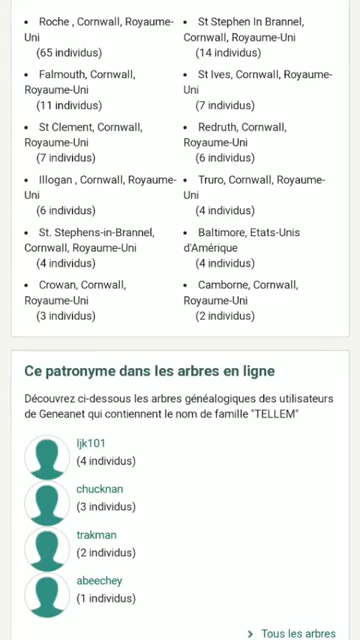 • Roche , Cornwall, Royaume-
Uni
(65 individus)
• St Stephen In Brannel,
Cornwall, Royaume-Uni
(14 individus)
• Falmouth, Cornwall,
Royaume-Uni
(11 individus)
• St Ives, Cornwall, Royaume-
Uni
(7 individus)
• St Clement, Cornwall,
Royaume-Uni
(7 individus)
• Redruth, Cornwall,
Royaume-Uni
(6 individus)
• Illogan , Cornwall, Royaume-
Uni
(6 individus)
• Truro, Cornwall, Royaume-
Uni
(4 individus)
• St. Stephens-in-Brannel,
Cornwall, Royaume-Uni
(4 individus)
• Baltimore, Etats-Unis
d'Amérique
(4 individus)
• Crowan, Cornwall,
Royaume-Uni
(3 individus)
• Camborne, Cornwall,
Royaume-Uni
(2 individus)
Ce patronyme dans les arbres en ligne
Découvrez ci-dessous les arbres généalogiques des utilisateurs
de Geneanet qui contiennent le nom de famille "TELLEM"
ljk101
(4 individus)
chucknan
(3 individus)
trakman
(2 individus)
abeechey
(1 individus)
> Tous les arbres